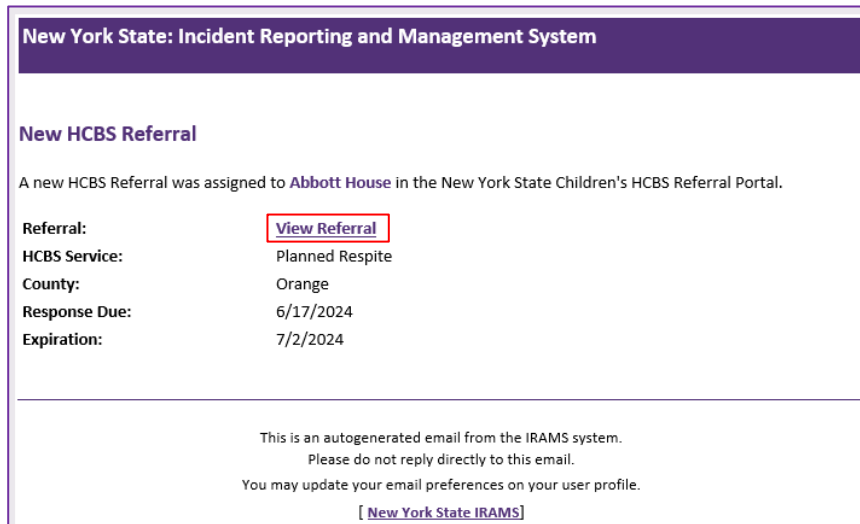 New York State: Incident Reporting and Management System
New HCBS Referral
A new HCBS Referral was assigned to Abbott House in the New York State Children's HCBS Referral Portal.
Referral: View Referral
HCBS Service: Planned Respite
County: Orange
Response Due: 6/17/2024
Expiration: 7/2/2024
This is an autogenerated email from the IRAMS system.
Please do not reply directly to this email.
You may update your email preferences on your user profile.
[ New York State IRAMS]